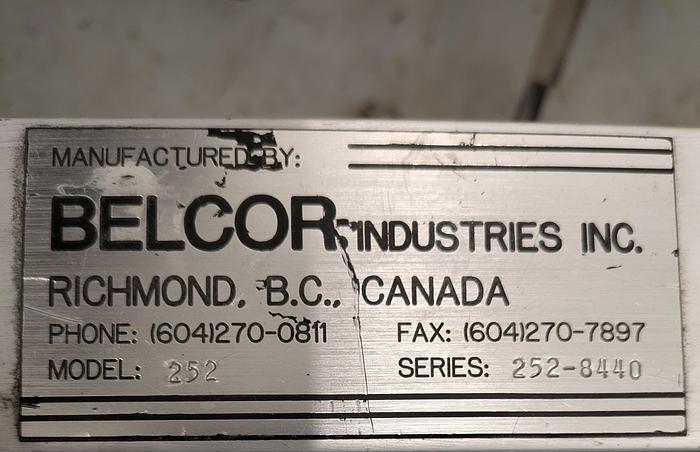 MANUFACTURED BY:
BELCOR INDUSTRIES INC.
RICHMOND, B.C., CANADA
PHONE: (604)270-0811 FAX: (604)270-7897
MODEL: 252 SERIES: 252-8440